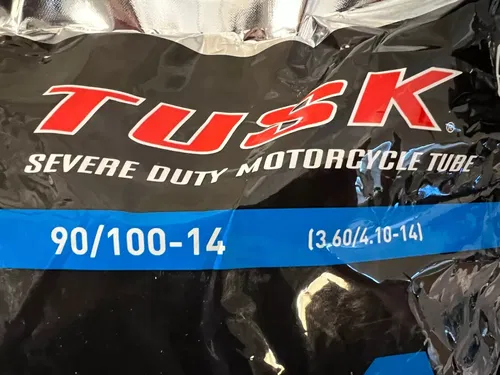 TUSK®
SEVERE DUTY MOTORCYCLE TUBE
90/100-14 (3.60/4.10-14)